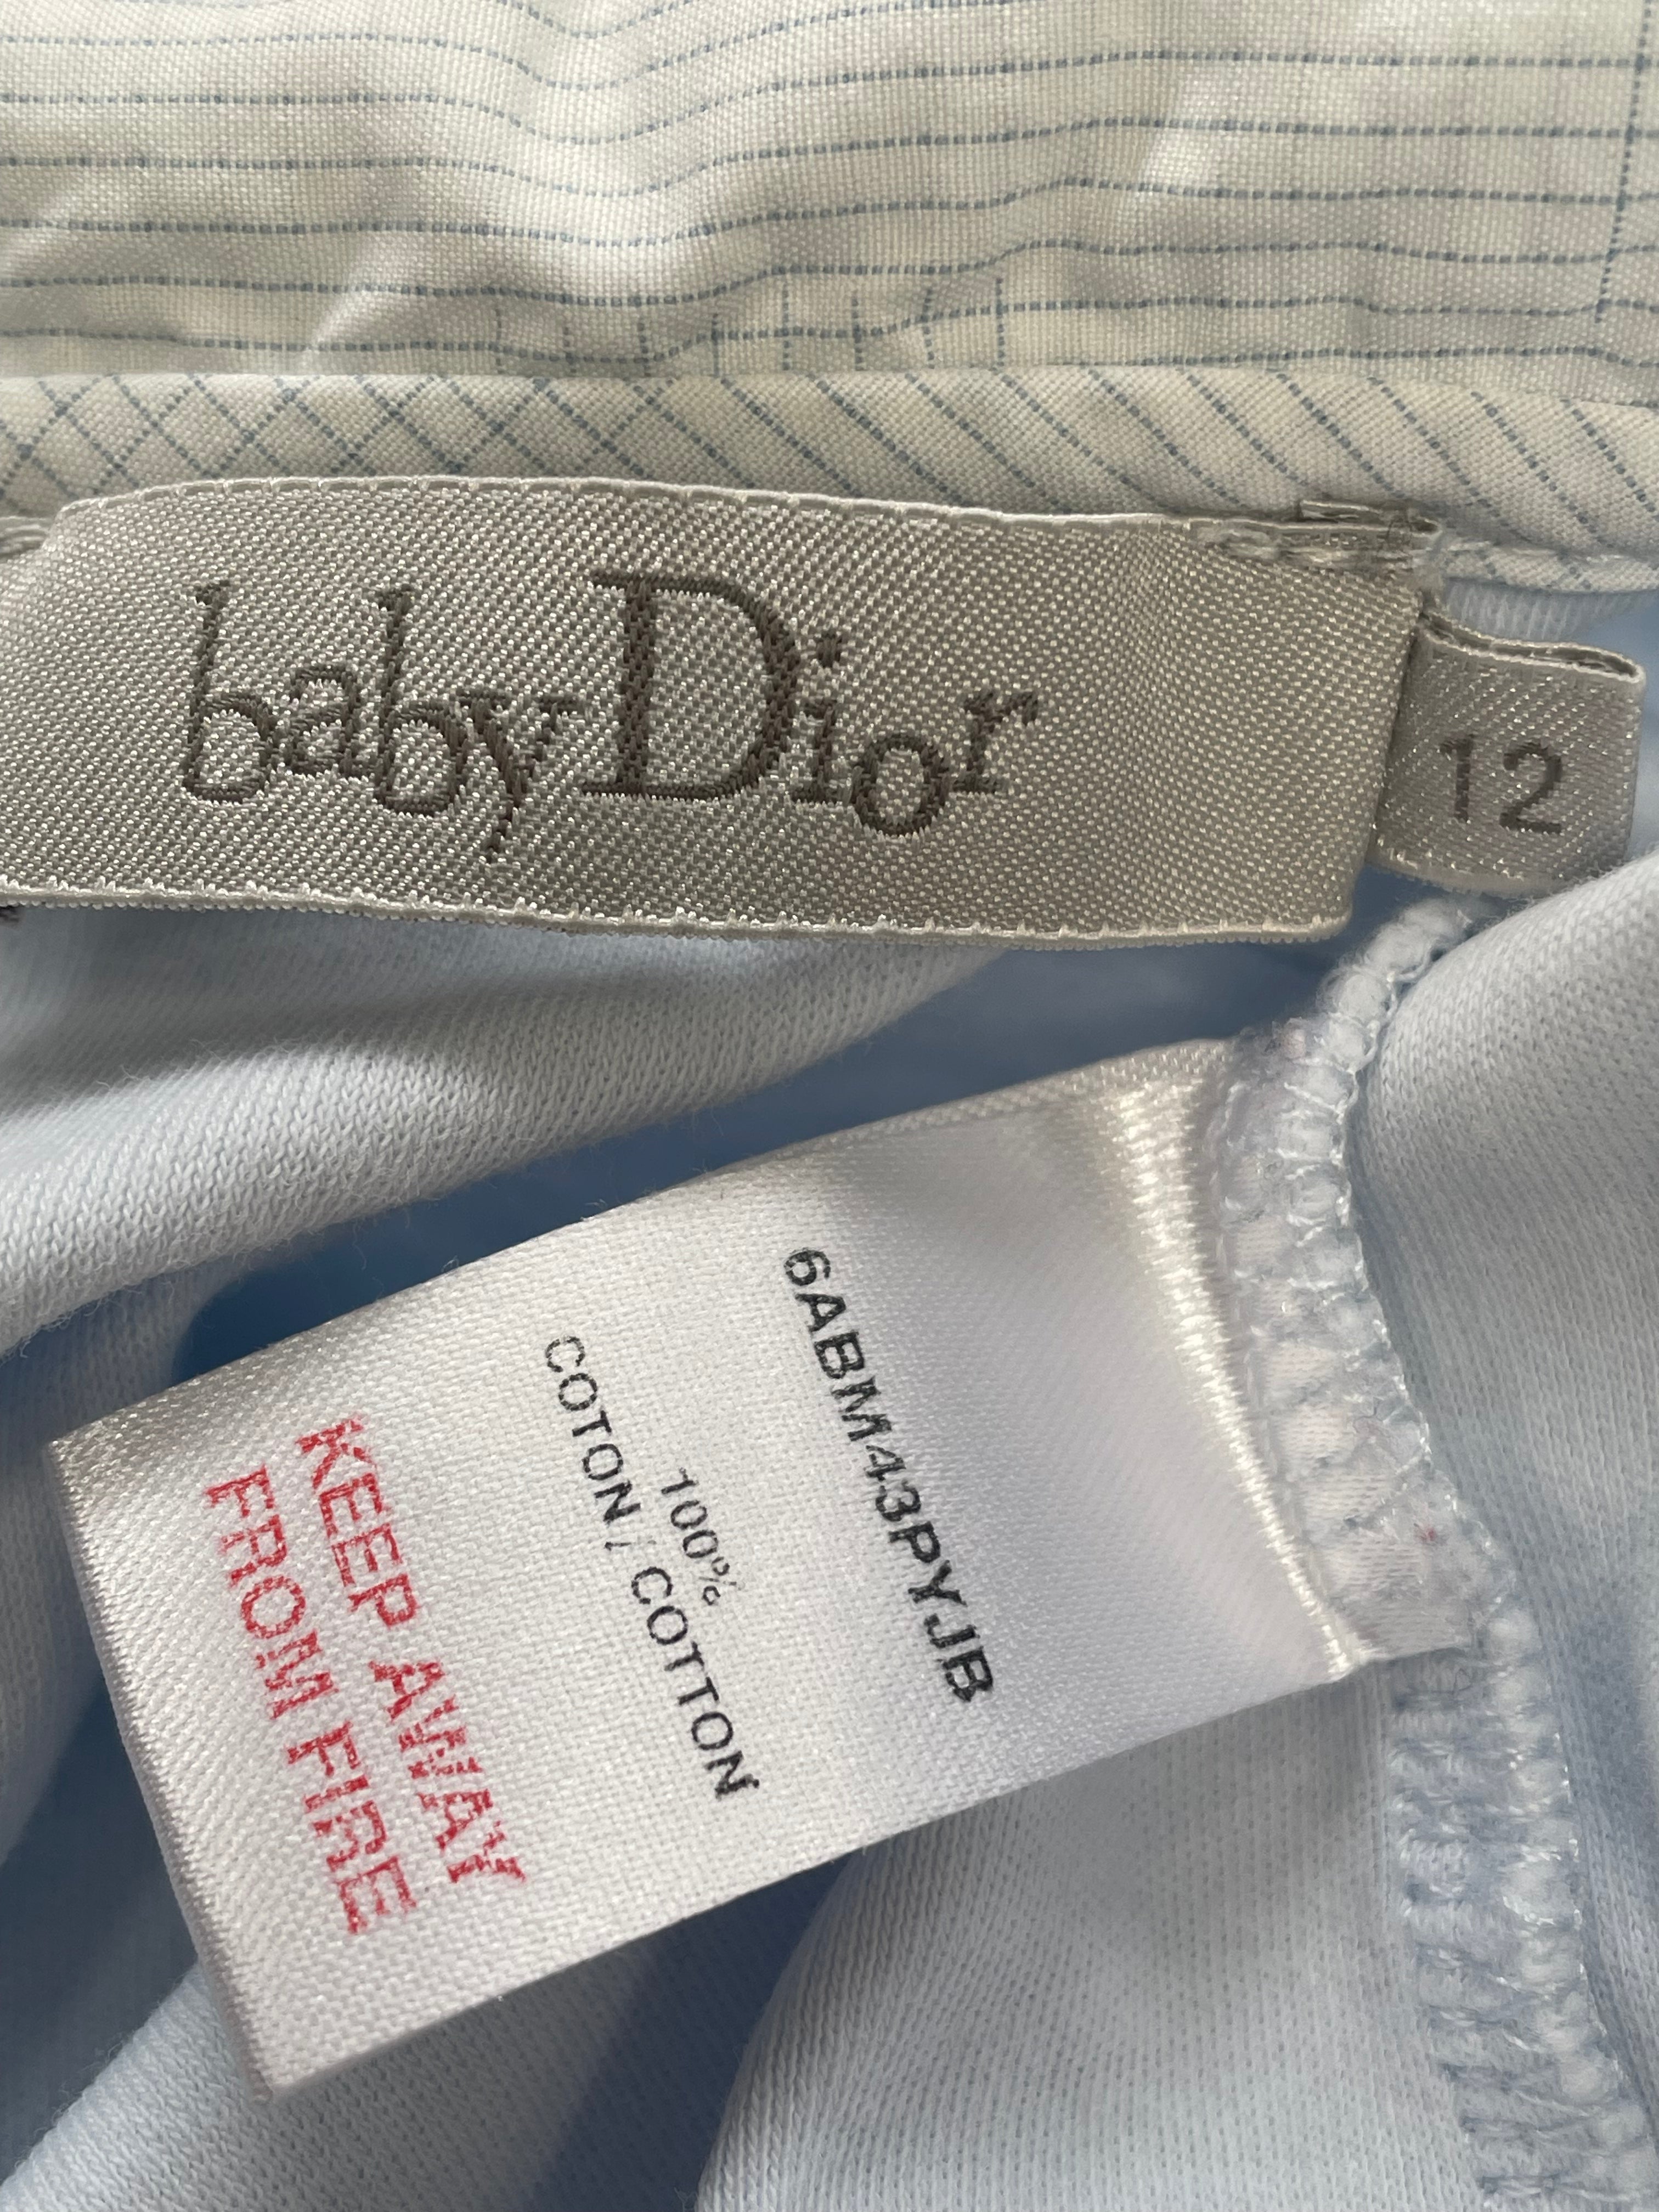 baby Dior
12
6ABM43PYJB
100%
COTON / COTTON
KEEP AWAY
FROM FIRE